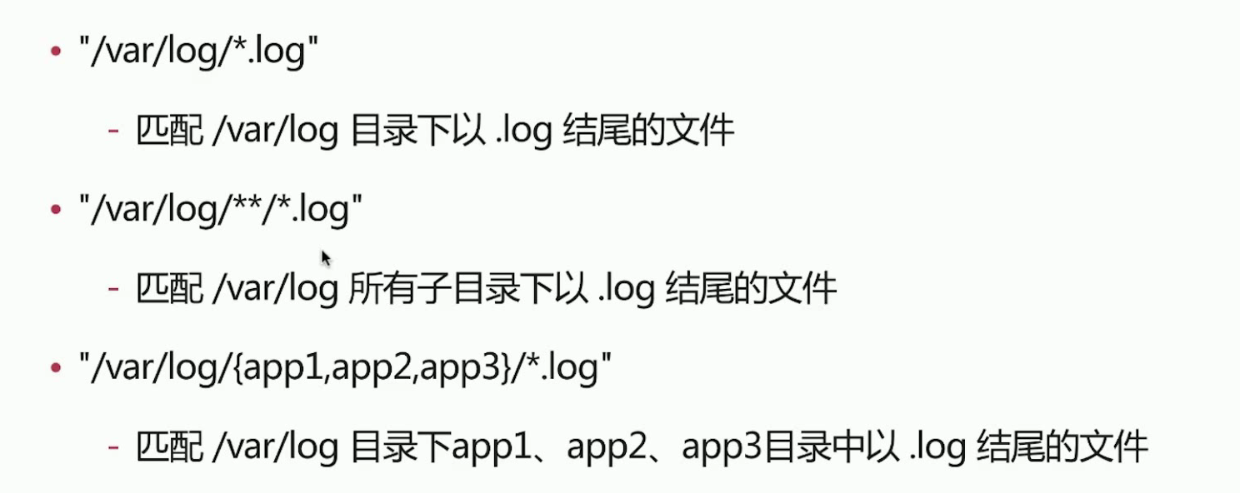 • "/var/log/*.log"
- 匹配 /var/log 目录下以 .log 结尾的文件
• "/var/log/**/*.log"
- 匹配 /var/log 所有子目录下以 .log 结尾的文件
• "/var/log/{app1,app2,app3}/*.log"
- 匹配 /var/log 目录下app1、app2、app3目录中以 .log 结尾的文件